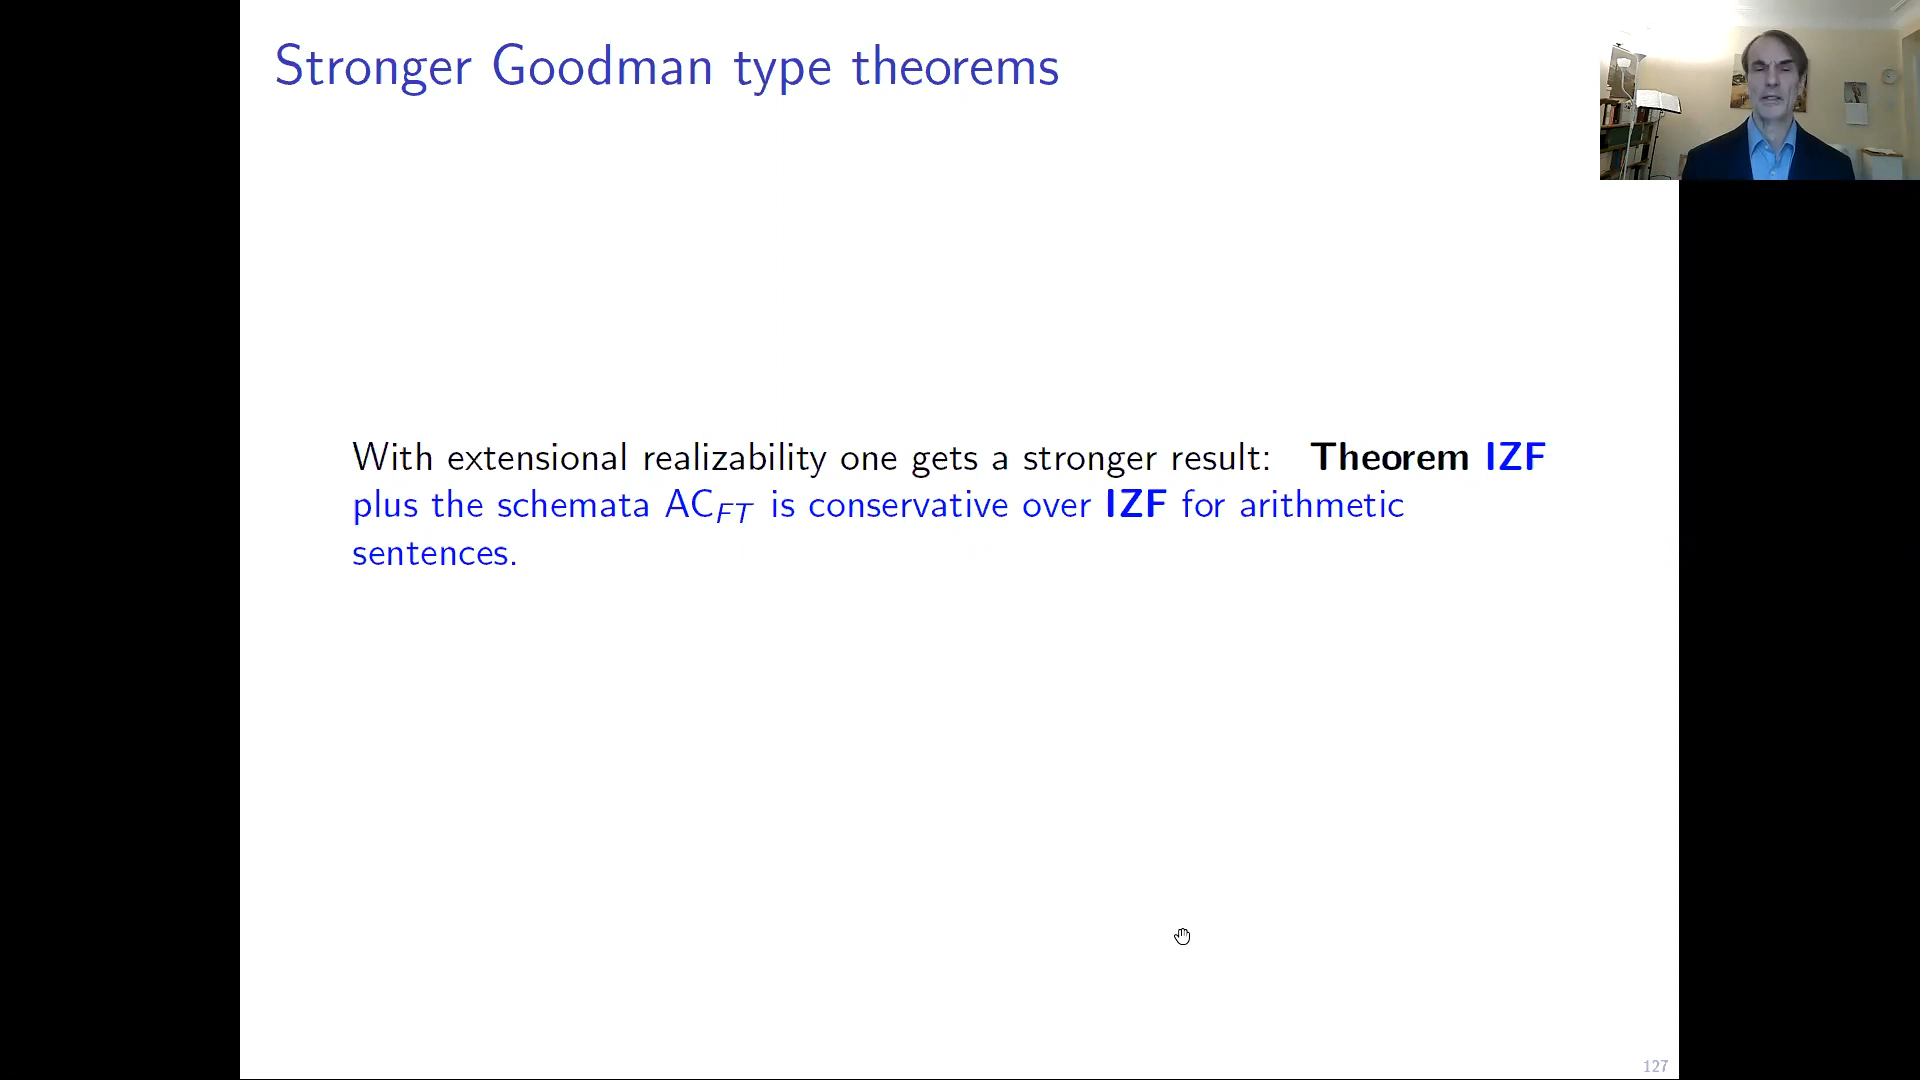 Stronger Goodman type theorems
With extensional realizability one gets a stronger result: Theorem IZF
plus the schemata AC_FT is conservative over IZF for arithmetic
sentences.
127